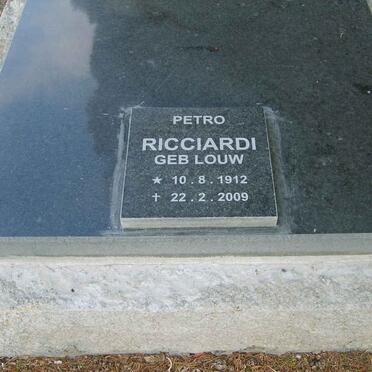 PETRO
RICCIARDI
GEB LOUW
★ 10 . 8 . 1912
✝ 22 . 2 . 2009